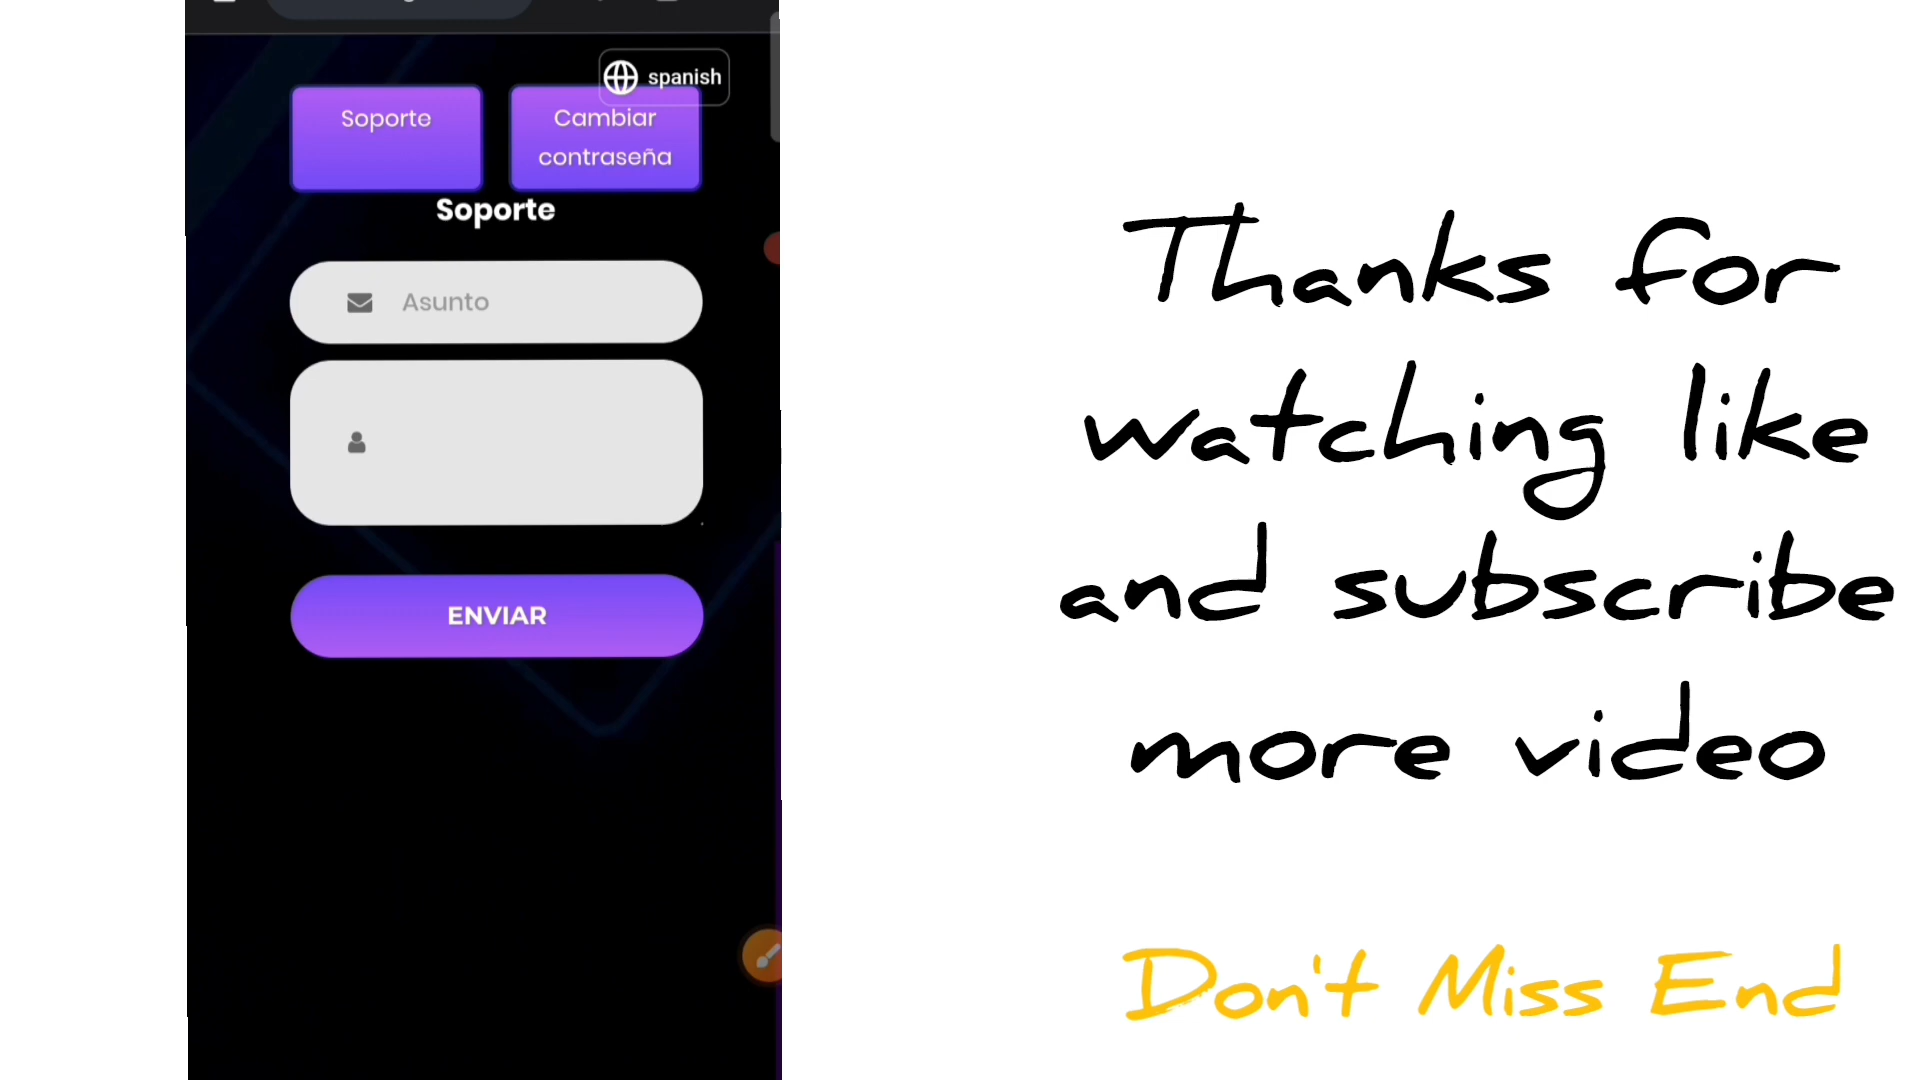 spanish
Soporte
Cambiar
contraseña
Soporte
Asunto
ENVIAR
Thanks for
watching like
and subscribe
more video
Don't Miss End